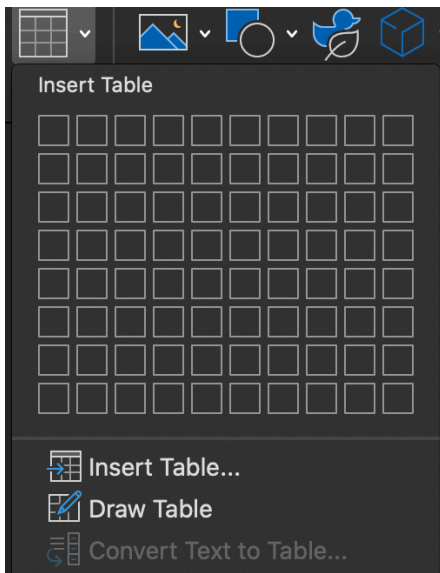 Insert Table
Insert Table...
Draw Table
Convert Text to Table...